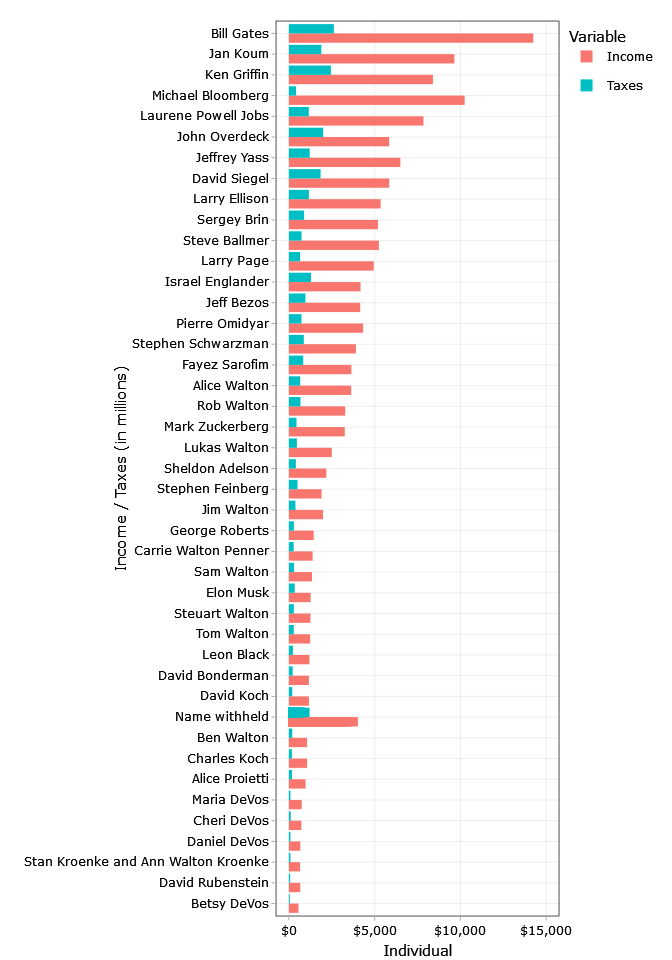 Bill Gates
Jan Koum
Ken Griffin
Michael Bloomberg
Laurene Powell Jobs
John Overdeck
Jeffrey Yass
David Siegel
Larry Ellison
Sergey Brin
Steve Ballmer
Larry Page
Israel Englander
Jeff Bezos
Pierre Omidyar
Stephen Schwarzman
Fayez Sarofim
Alice Walton
Rob Walton
Mark Zuckerberg
Lukas Walton
Sheldon Adelson
Stephen Feinberg
Jim Walton
George Roberts
Carrie Walton Penner
Sam Walton
Elon Musk
Steuart Walton
Tom Walton
Leon Black
David Bonderman
David Koch
Name withheld
Ben Walton
Charles Koch
Alice Proietti
Maria DeVos
Cheri DeVos
Daniel DeVos
Stan Kroenke and Ann Walton Kroenke
David Rubenstein
Betsy DeVos
Income / Taxes (in millions)
$0 $5,000 $10,000 $15,000
Individual
Variable
Income
Taxes